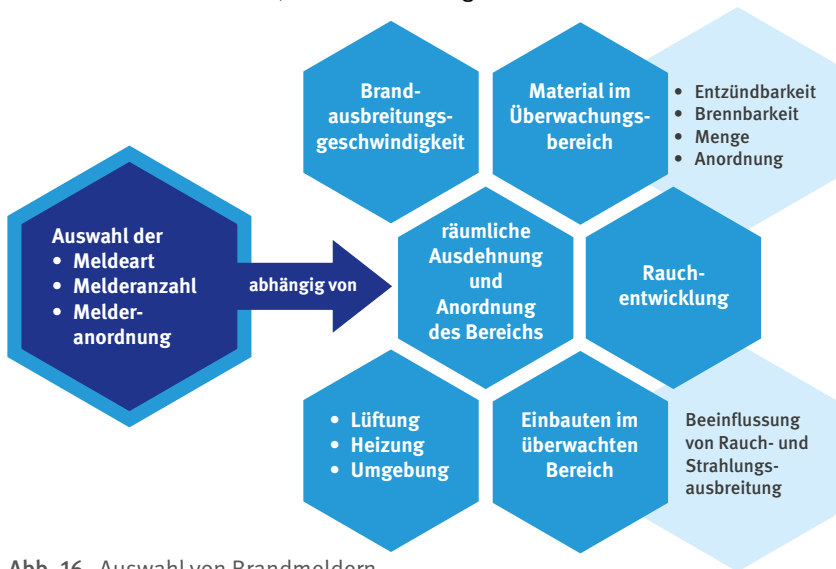 Auswahl der
• Meldeart
• Melderanzahl
• Melder-
anordnung
abhängig von
Brand-
ausbreitungs-
geschwindigkeit
Material im
Überwachungs-
bereich
• Entzündbarkeit
• Brennbarkeit
• Menge
• Anordnung
räumliche
Ausdehnung
und
Anordnung
des Bereichs
Rauch-
entwicklung
• Lüftung
• Heizung
• Umgebung
Einbauten im
überwachten
Bereich
Beeinflussung
von Rauch- und
Strahlungs-
ausbreitung
Abb. 16 Auswahl von Brandmeldern